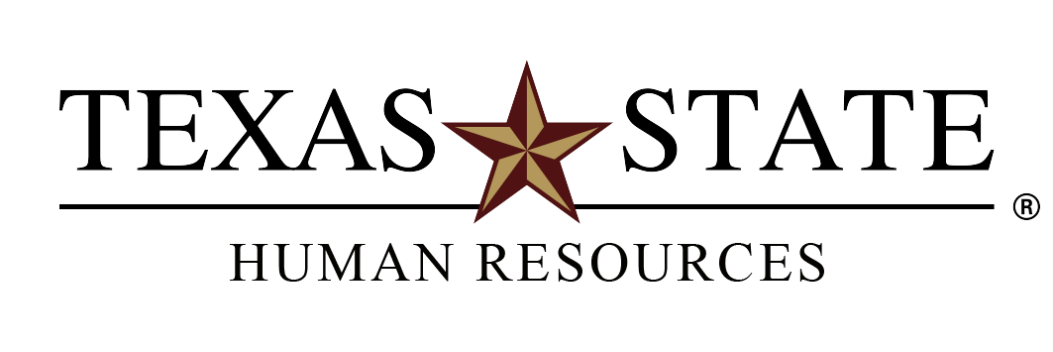 TEXAS STATE
®
HUMAN RESOURCES